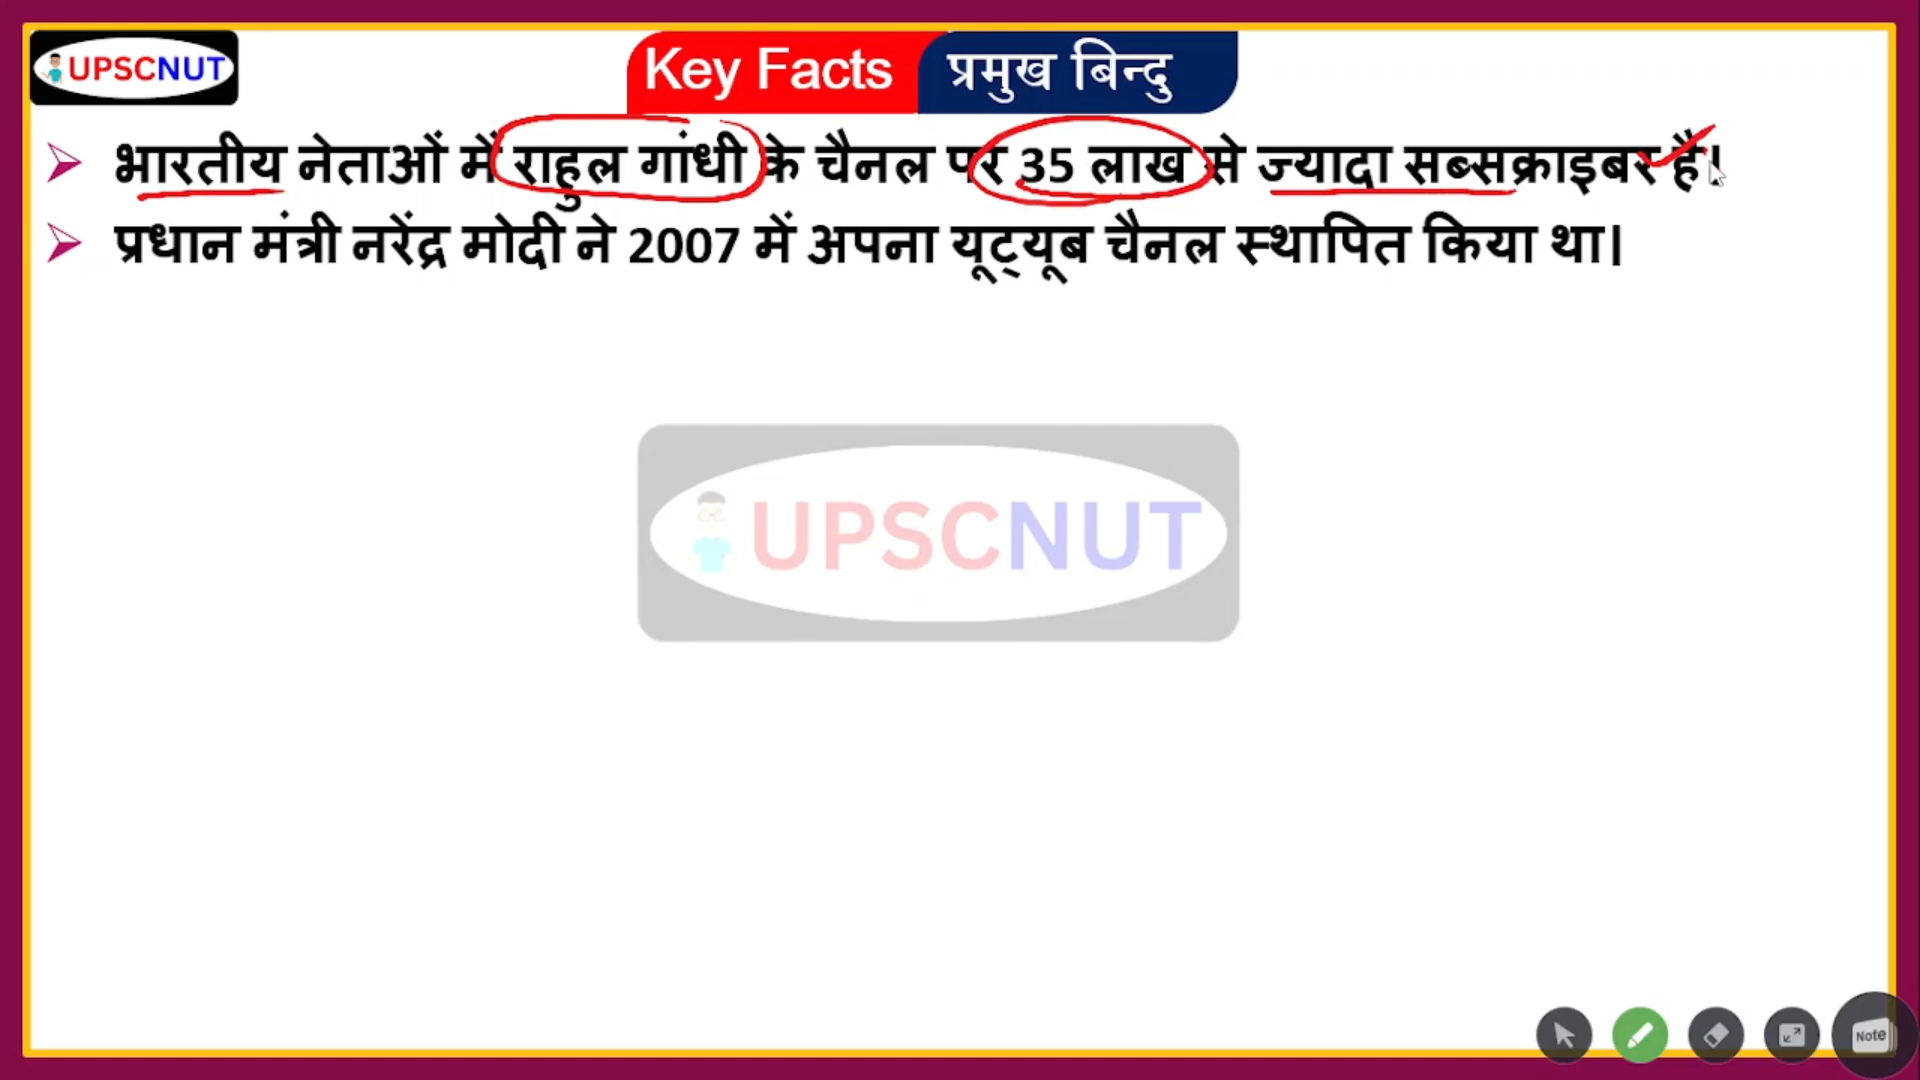 UPSCNUT
Key Facts प्रमुख बिन्दु
भारतीय नेताओं में राहुल गांधी के चैनल पर 35 लाख से ज्यादा सब्सक्राइबर हैं।
प्रधान मंत्री नरेंद्र मोदी ने 2007 में अपना यूट्यूब चैनल स्थापित किया था।
UPSCNUT
Note